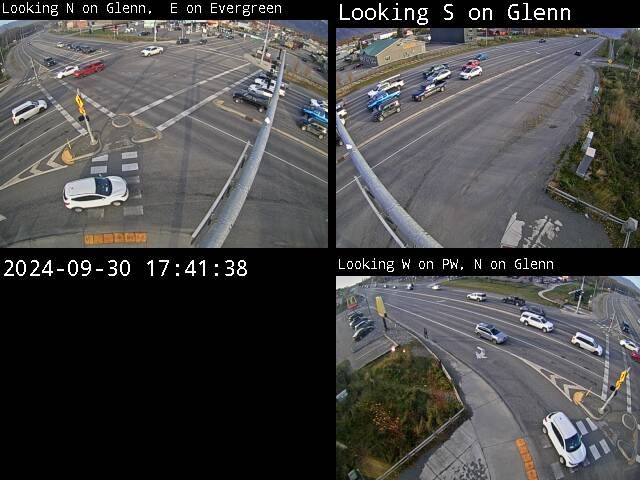 Looking N on Glenn,  E on Evergreen
Looking S on Glenn
2024-09-30 17:41:38
Looking W on PW, N on Glenn